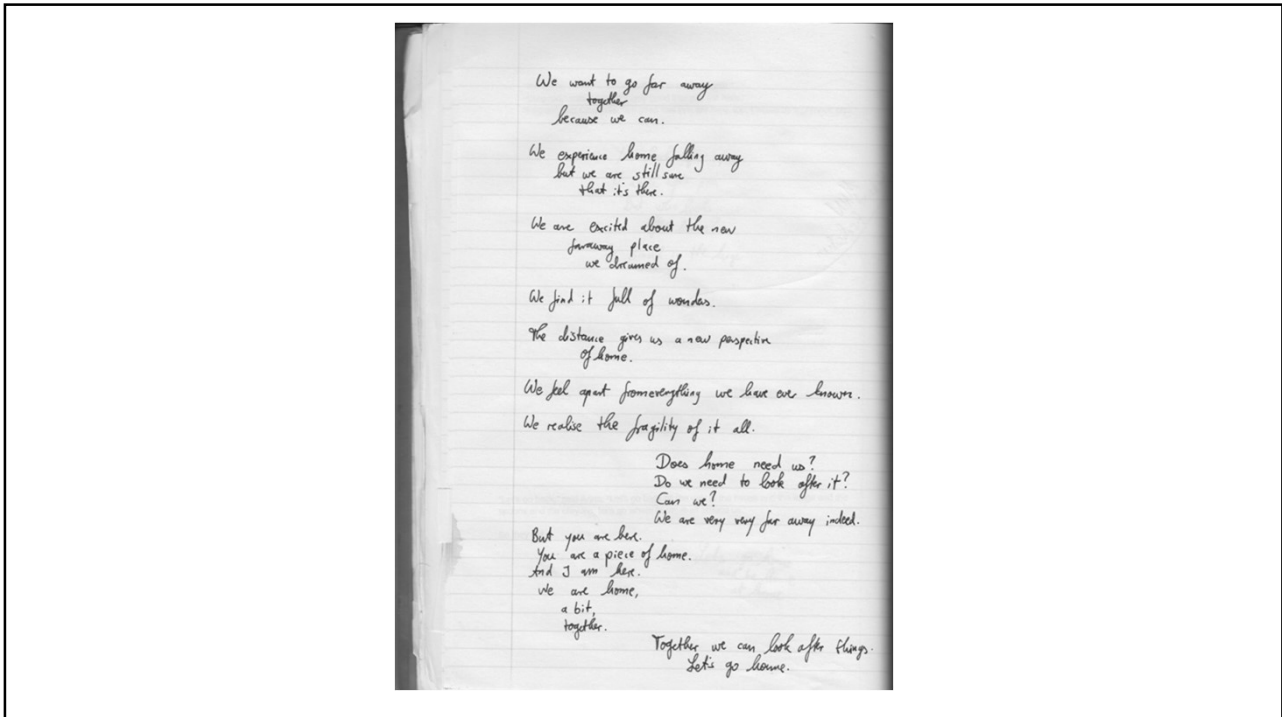 We want to go far away
together
because we can.
We experience home falling away
but we are still sure
that it's there.
We are excited about the new
faraway place
we dreamed of.
We find it full of wonders.
The distance gives us a new perspective
of home.
We feel apart from everything we have ever known.
We realise the fragility of it all.
Does home need us?
Do we need to look after it?
Can we?
We are very very far away indeed.
But you are here.
You are a piece of home.
And I am here.
We are home,
a bit,
together.
Together we can look after things.
Let's go home.